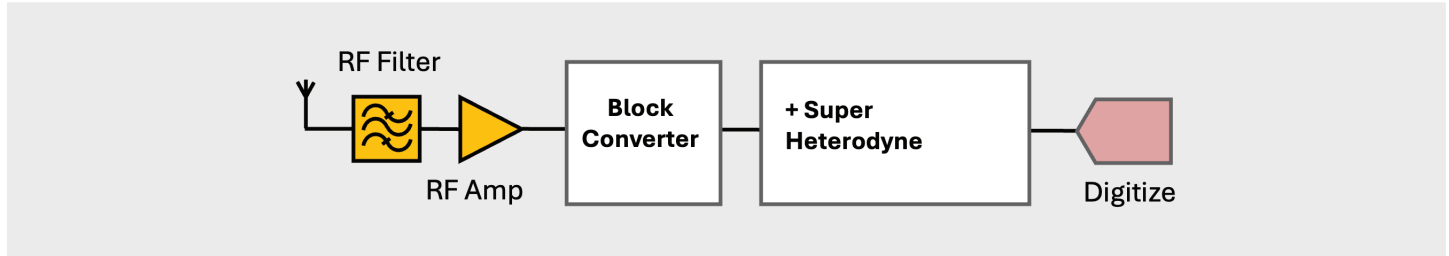 RF Filter
RF Amp
Block
Converter
+ Super
Heterodyne
Digitize